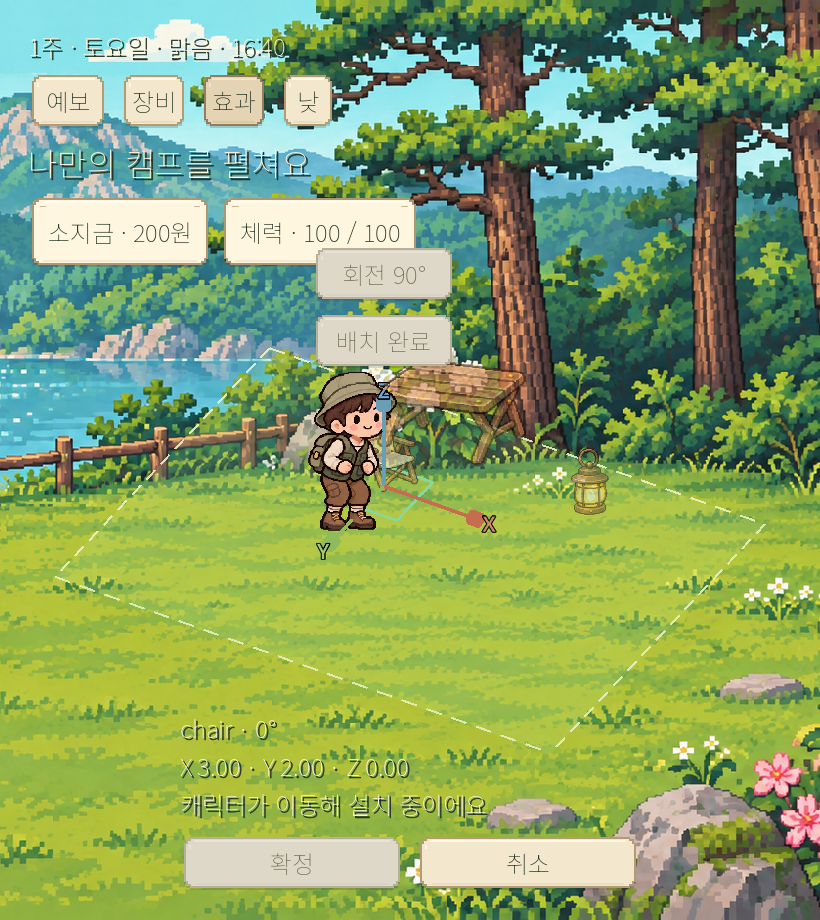 1주 · 토요일 · 맑음 · 16:40
예보
장비
효과
낮
나만의 캠프를 펼쳐요
소지금 · 200원
체력 · 100 / 100
회전 90°
배치 완료
Z
X
Y
chair · 0°
X 3.00 · Y 2.00 · Z 0.00
캐릭터가 이동해 설치 중이에요
확정
취소